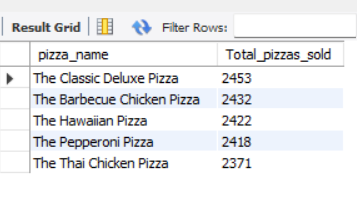 Result Grid Filter Rows:
pizza_name Total_pizzas_sold
The Classic Deluxe Pizza 2453
The Barbecue Chicken Pizza 2432
The Hawaiian Pizza 2422
The Pepperoni Pizza 2418
The Thai Chicken Pizza 2371